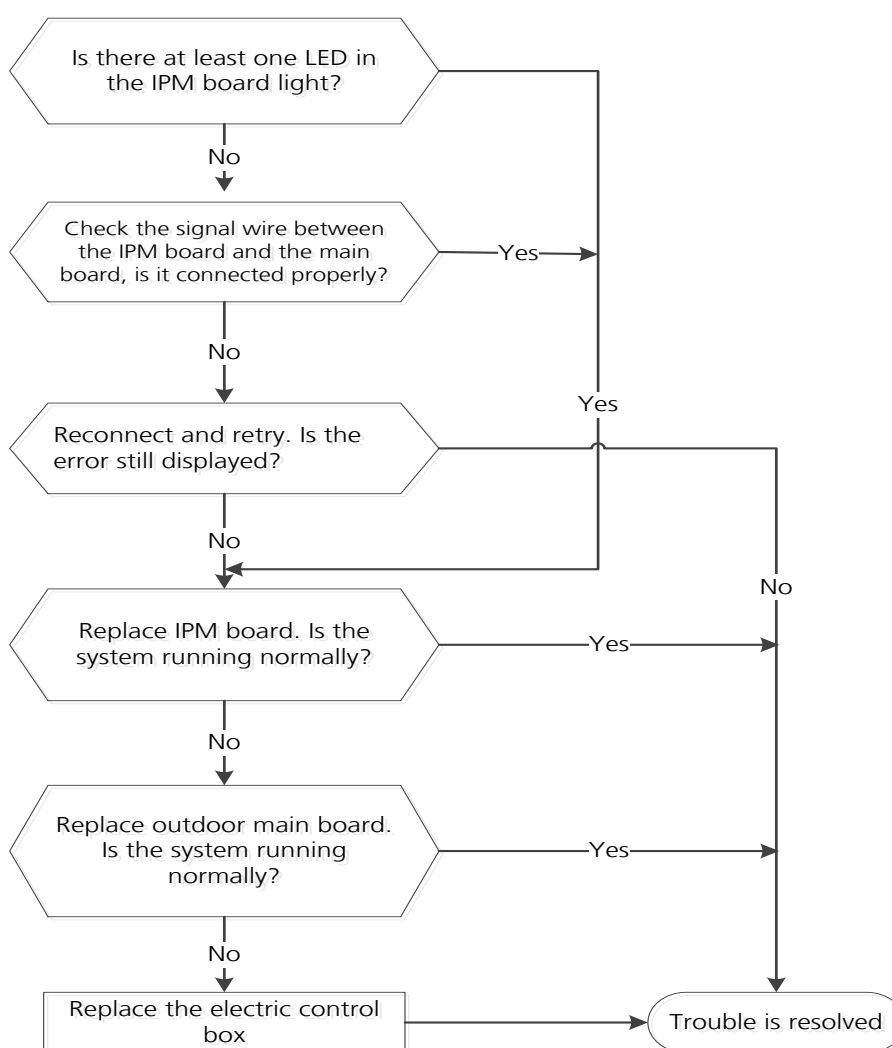 Is there at least one LED in
the IPM board light?
No
Check the signal wire between
the IPM board and the main
board, is it connected properly?
Yes
No
Yes
Reconnect and retry. Is the
error still displayed?
No
No
Replace IPM board. Is the
system running normally?
Yes
No
Replace outdoor main board.
Is the system running
normally?
Yes
No
Replace the electric control
box
Trouble is resolved